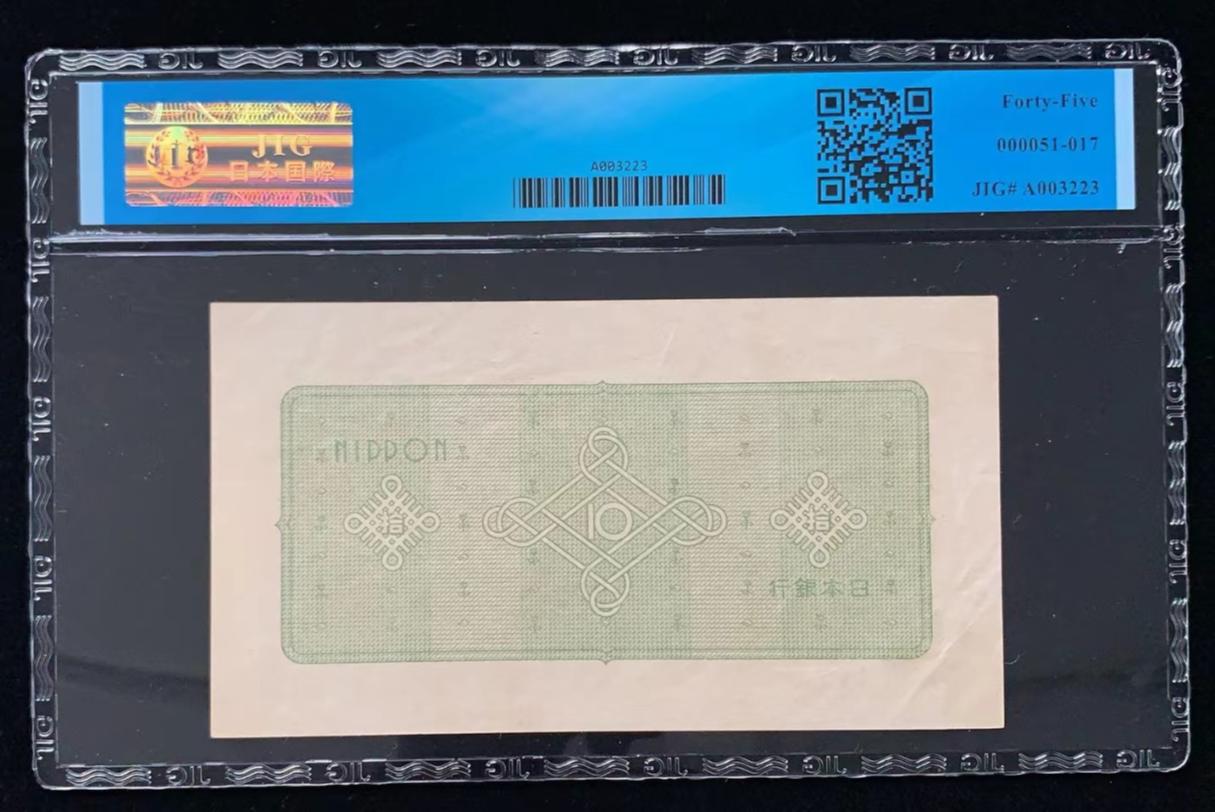 JIG
日本国際
A003223
Forty-Five
000051-017
JIG# A003223
NIPPON
拾
10
拾
行銀本日